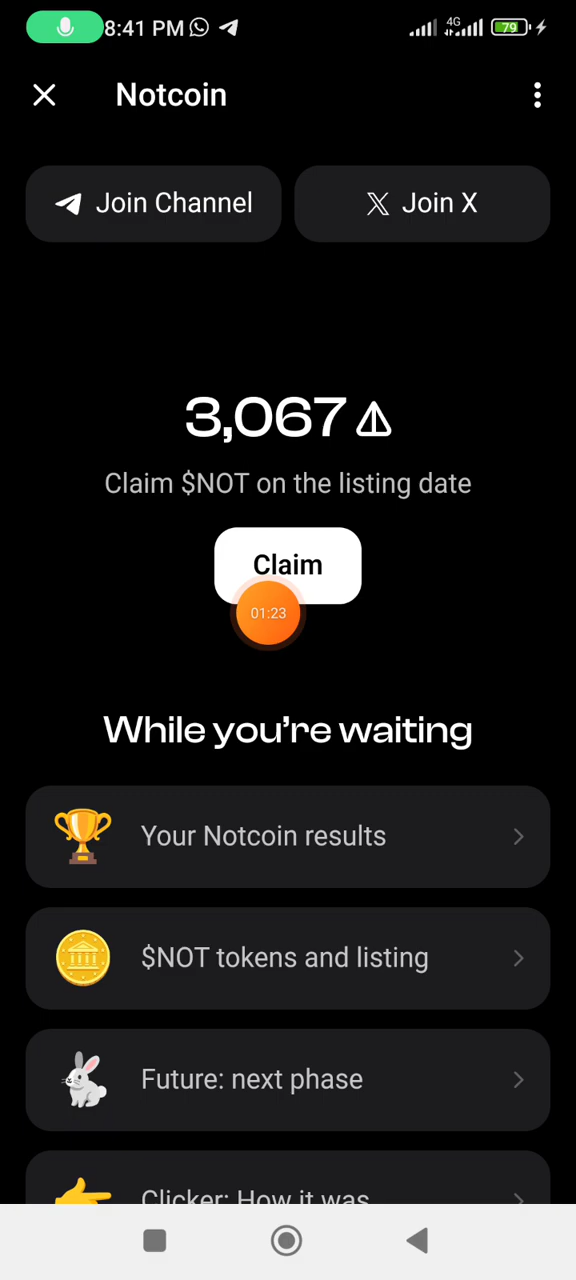 8:41 PM 4G 79
Notcoin
Join Channel
Join X
3,067
Claim $NOT on the listing date
Claim
01:23
While you're waiting
Your Notcoin results
$NOT tokens and listing
Future: next phase
Clicker: How it was